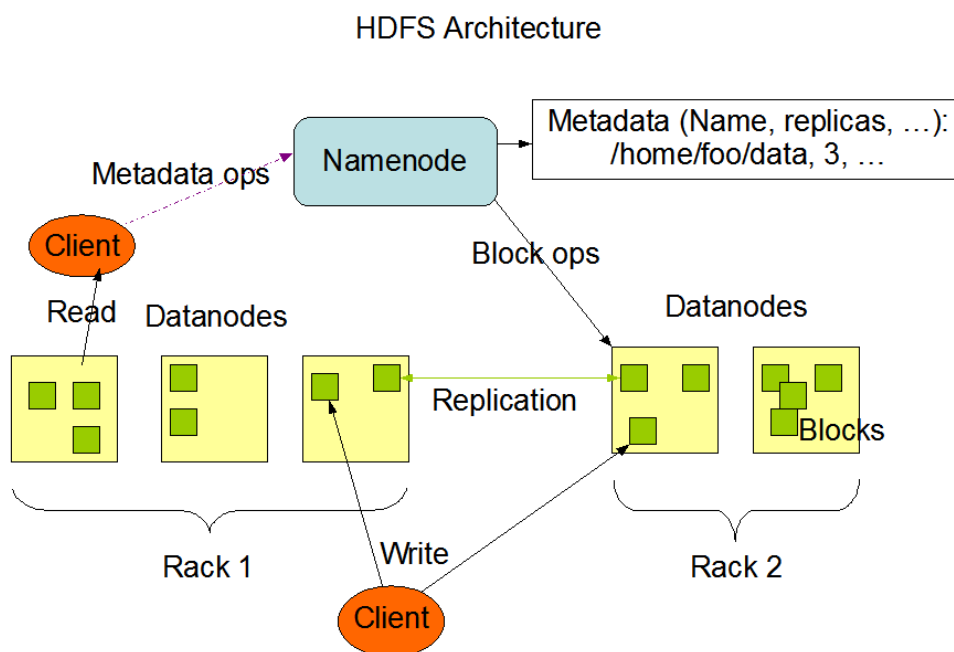 HDFS Architecture
Metadata (Name, replicas, …):
/home/foo/data, 3, …
Namenode
Metadata ops
Client
Block ops
Read
Datanodes
Datanodes
Replication
Blocks
Rack 1
Write
Rack 2
Client